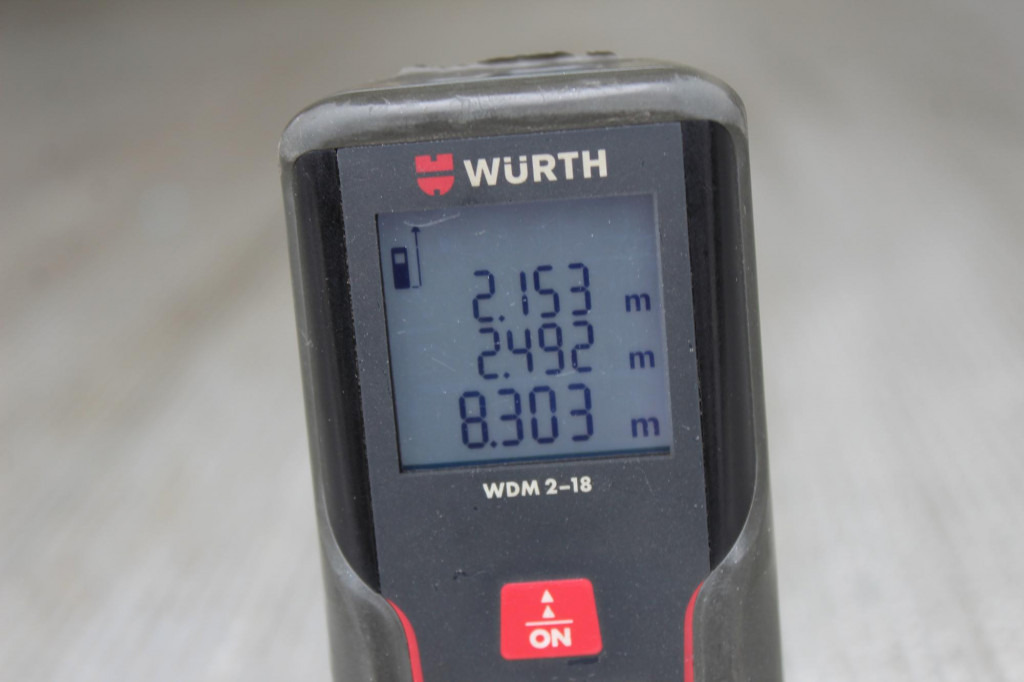 WÜRTH
2.153 m
2.492 m
8.303 m
WDM 2-18
ON